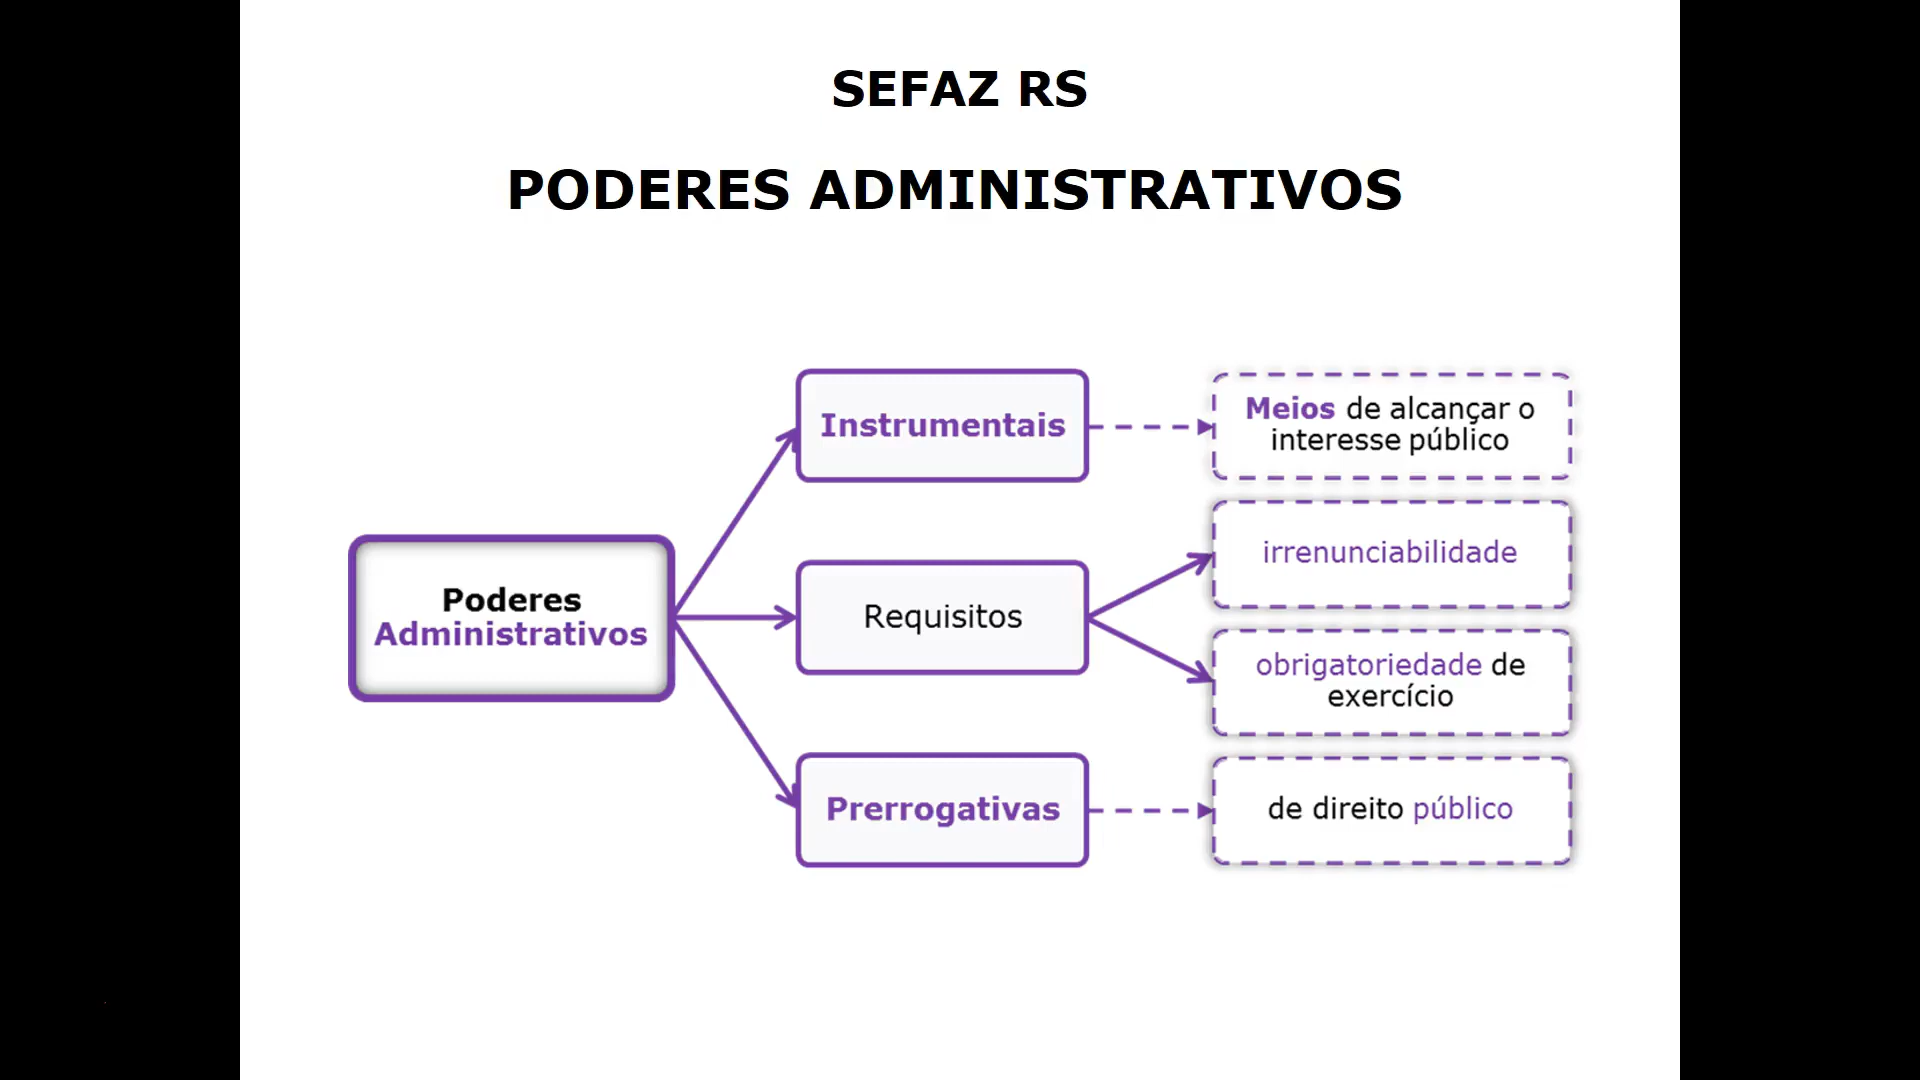 SEFAZ RS
PODERES ADMINISTRATIVOS
Instrumentais
Meios de alcançar o
interesse público
Poderes
Administrativos
Requisitos
irrenunciabilidade
obrigatoriedade de
exercício
Prerrogativas
de direito público